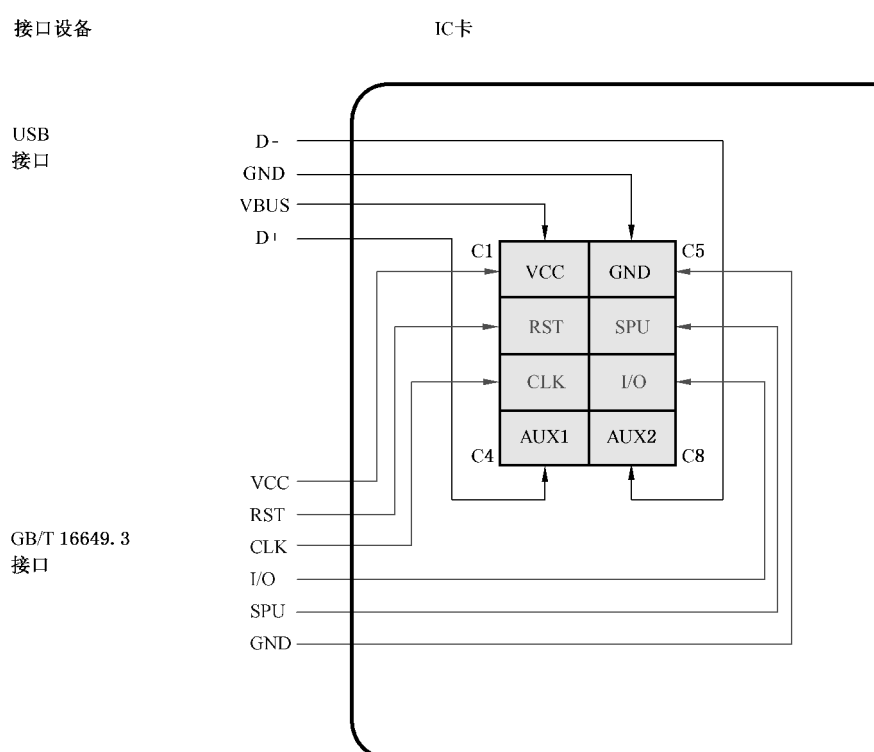 接口设备
IC卡
USB
接口
D-
GND
VBUS
D+
C1
C5
VCC
GND
RST
SPU
CLK
I/O
AUX1
AUX2
C4
C8
VCC
RST
CLK
I/O
SPU
GND
GB/T 16649.3
接口